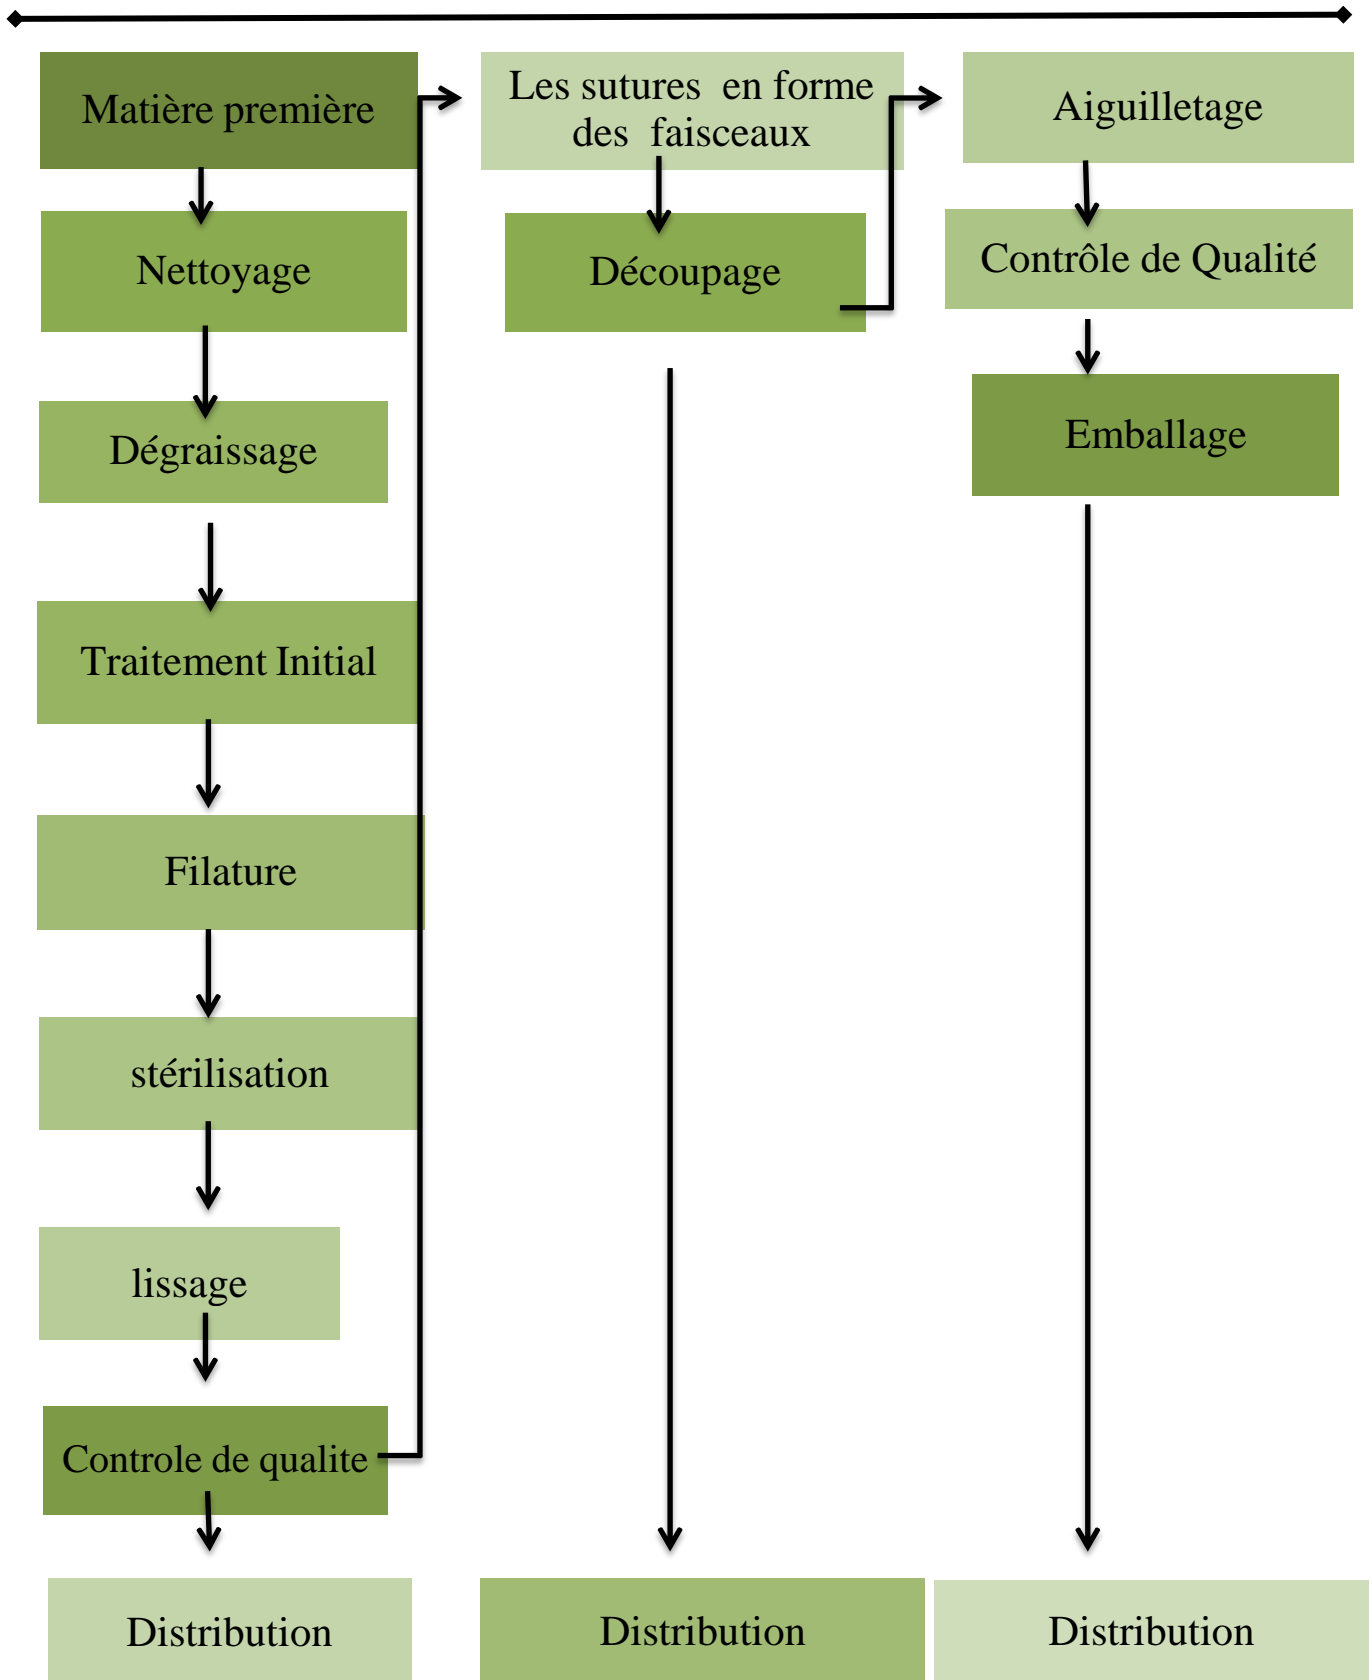 Matière première
Nettoyage
Dégraissage
Traitement Initial
Filature
stérilisation
lissage
Controle de qualite
Distribution
Les sutures  en forme
des  faisceaux
Découpage
Distribution
Aiguilletage
Contrôle de Qualité
Emballage
Distribution